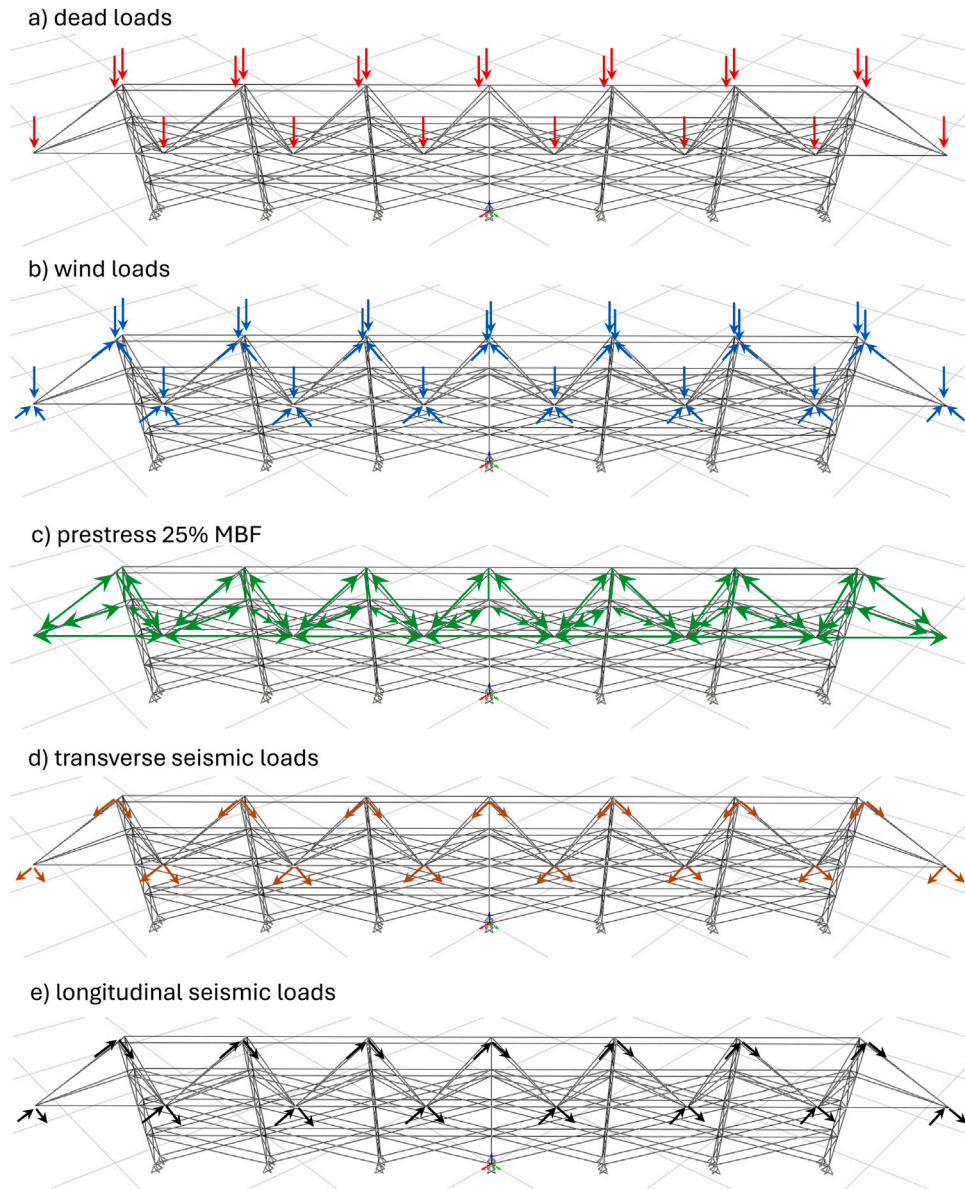 a) dead loads
b) wind loads
c) prestress 25% MBF
d) transverse seismic loads
e) longitudinal seismic loads